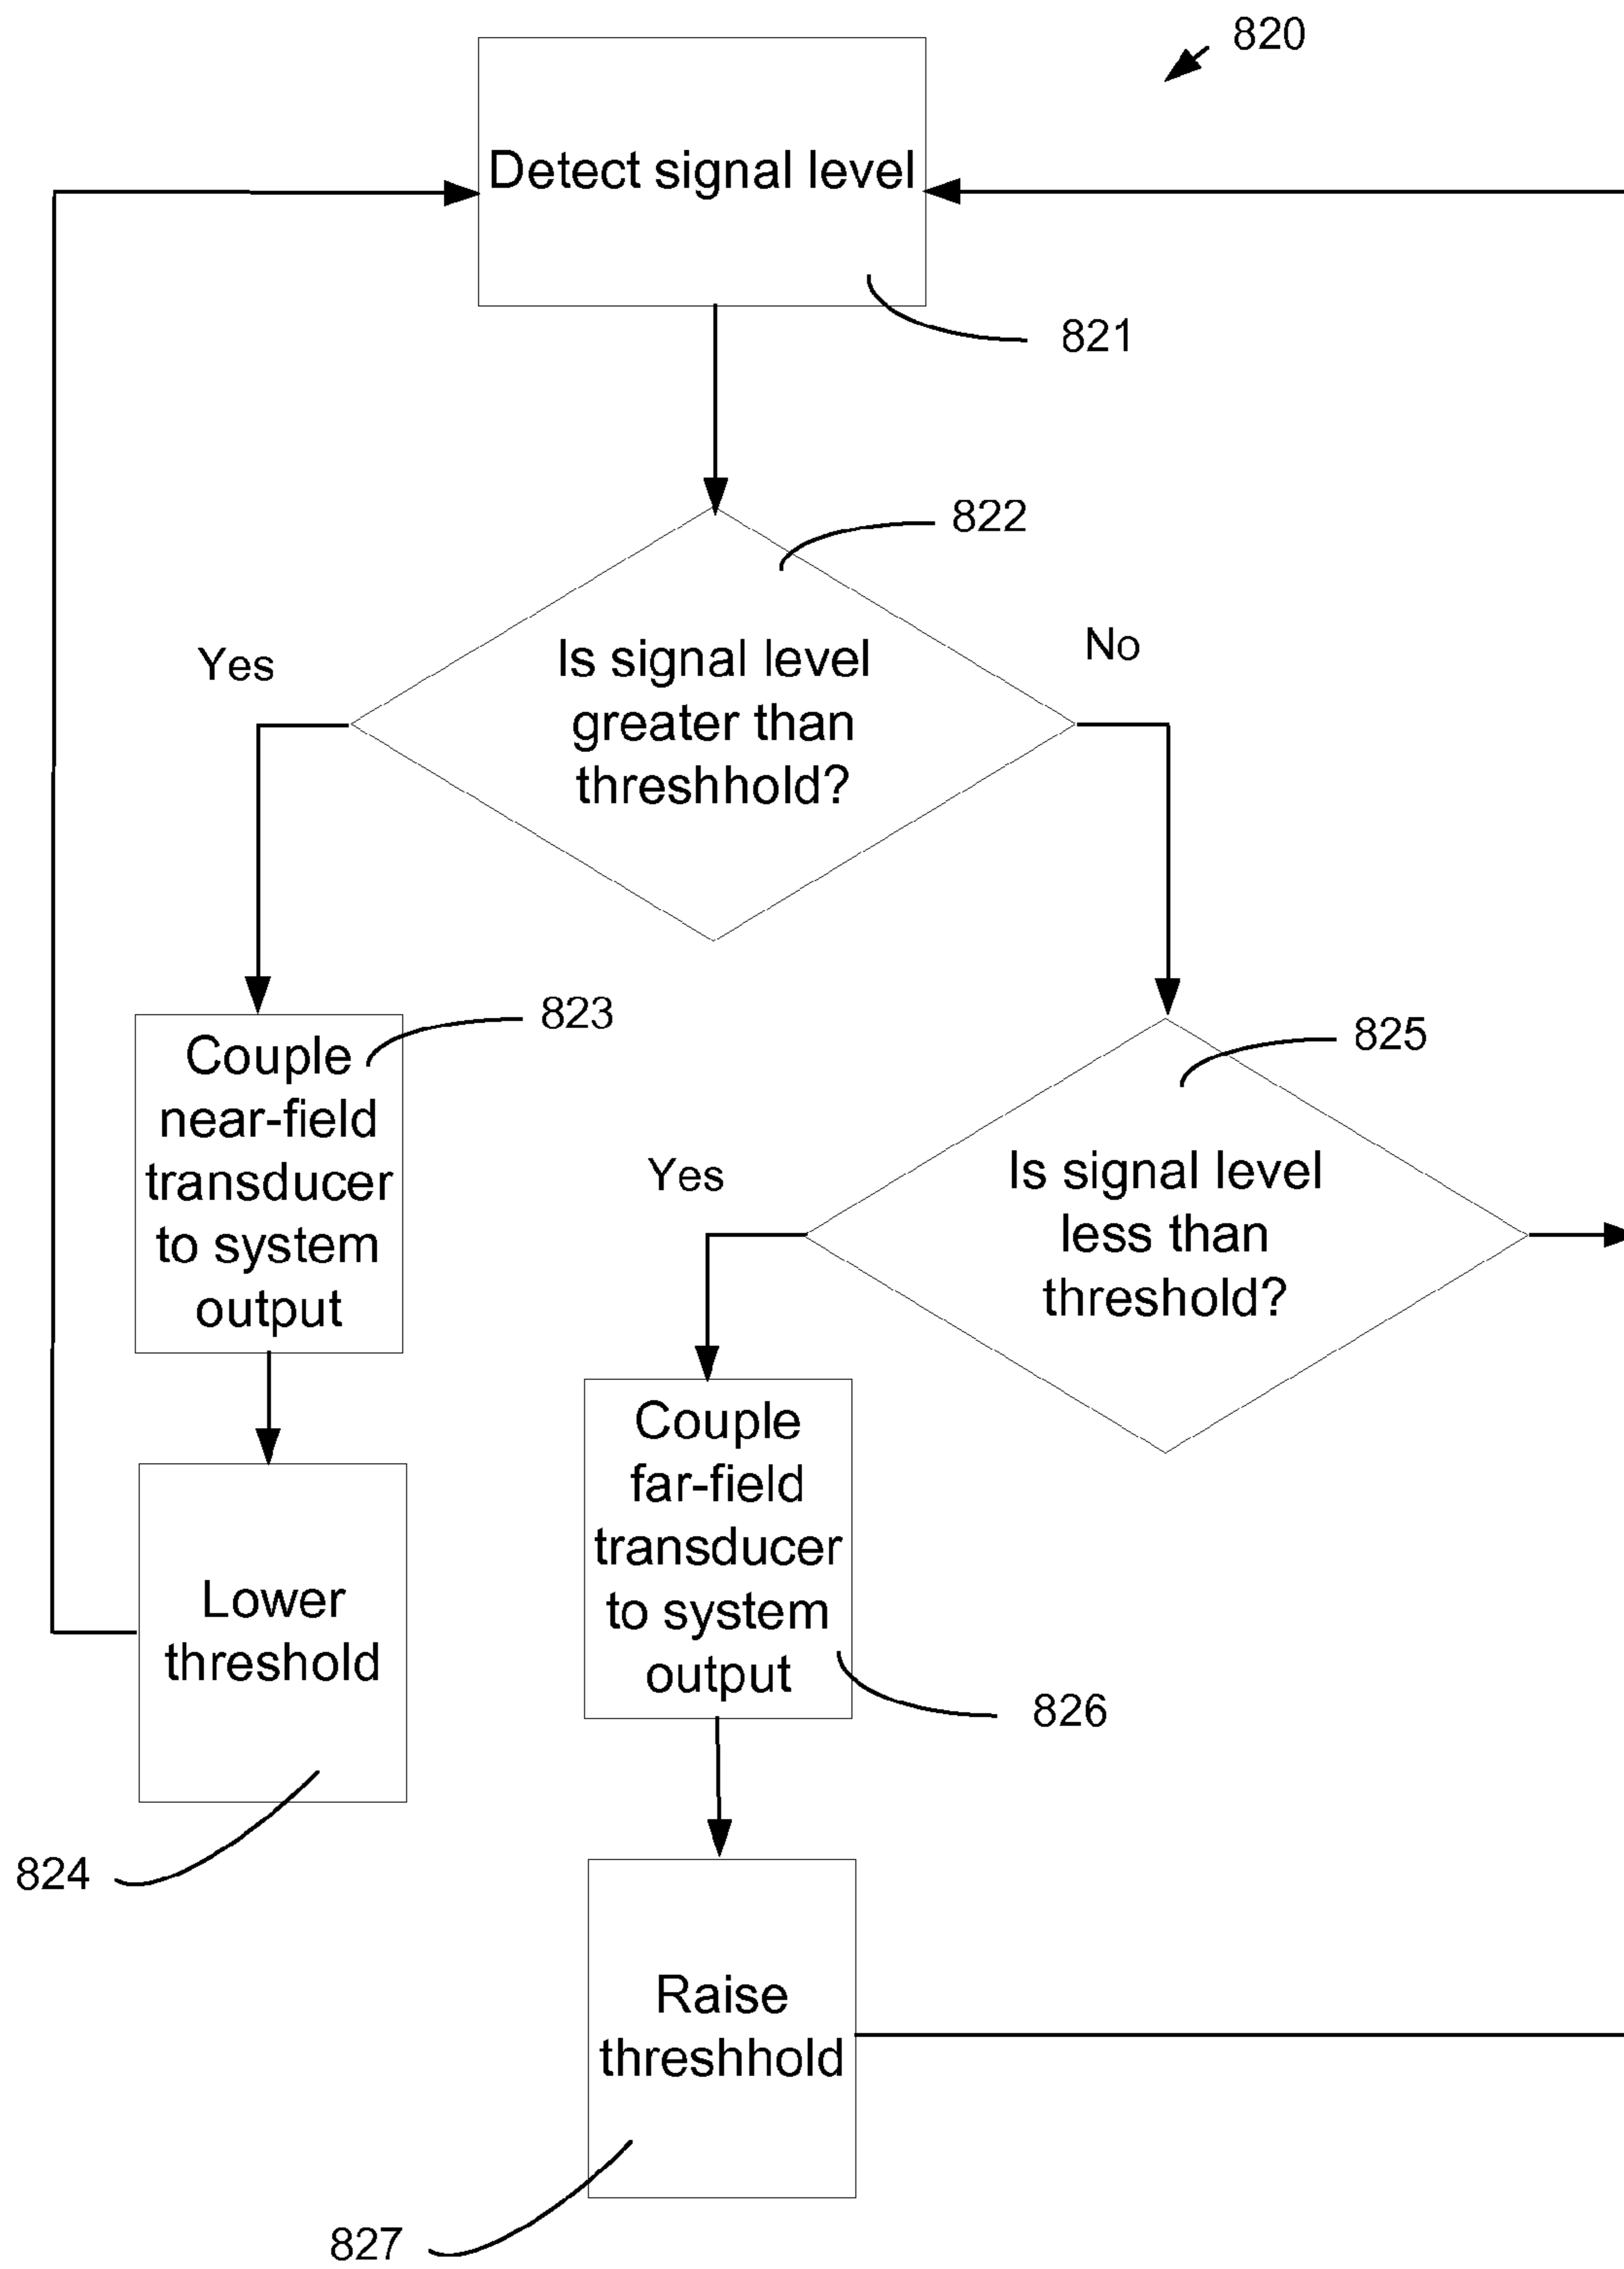 820
Detect signal level
821
822
Is signal level
greater than
threshhold?
Yes
No
823
Couple
near-field
transducer
to system
output
825
Is signal level
less than
threshold?
Yes
Couple
far-field
transducer
to system
output
826
Lower
threshold
824
Raise
threshhold
827